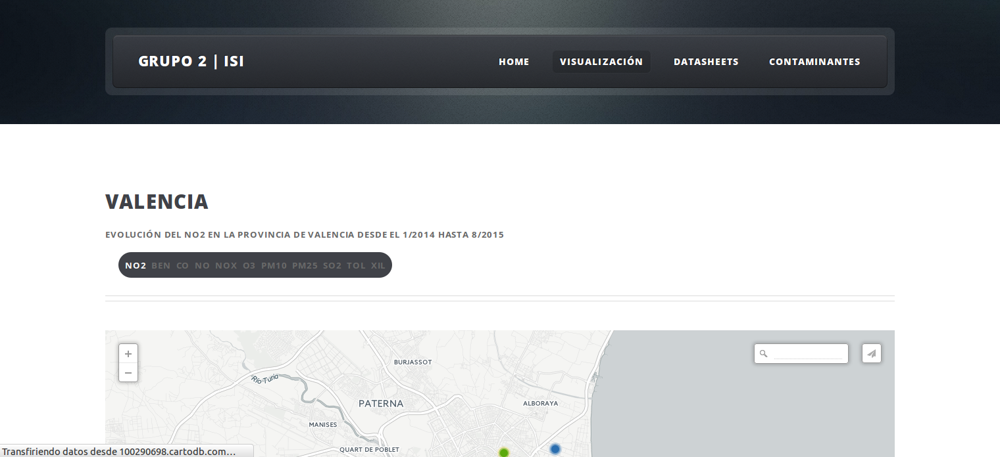 GRUPO 2 | ISI
HOME VISUALIZACIÓN DATASHEETS CONTAMINANTES
VALENCIA
EVOLUCIÓN DEL NO2 EN LA PROVINCIA DE VALENCIA DESDE EL 1/2014 HASTA 8/2015
NO2 BEN CO NO NOX O3 PM10 PM25 SO2 TOL XIL
+
−
BURJASSOT
Río Turia
PATERNA
ALBORAYA
MANISES
QUART DE POBLET
Transfiriendo datos desde 100290698.cartodb.com…